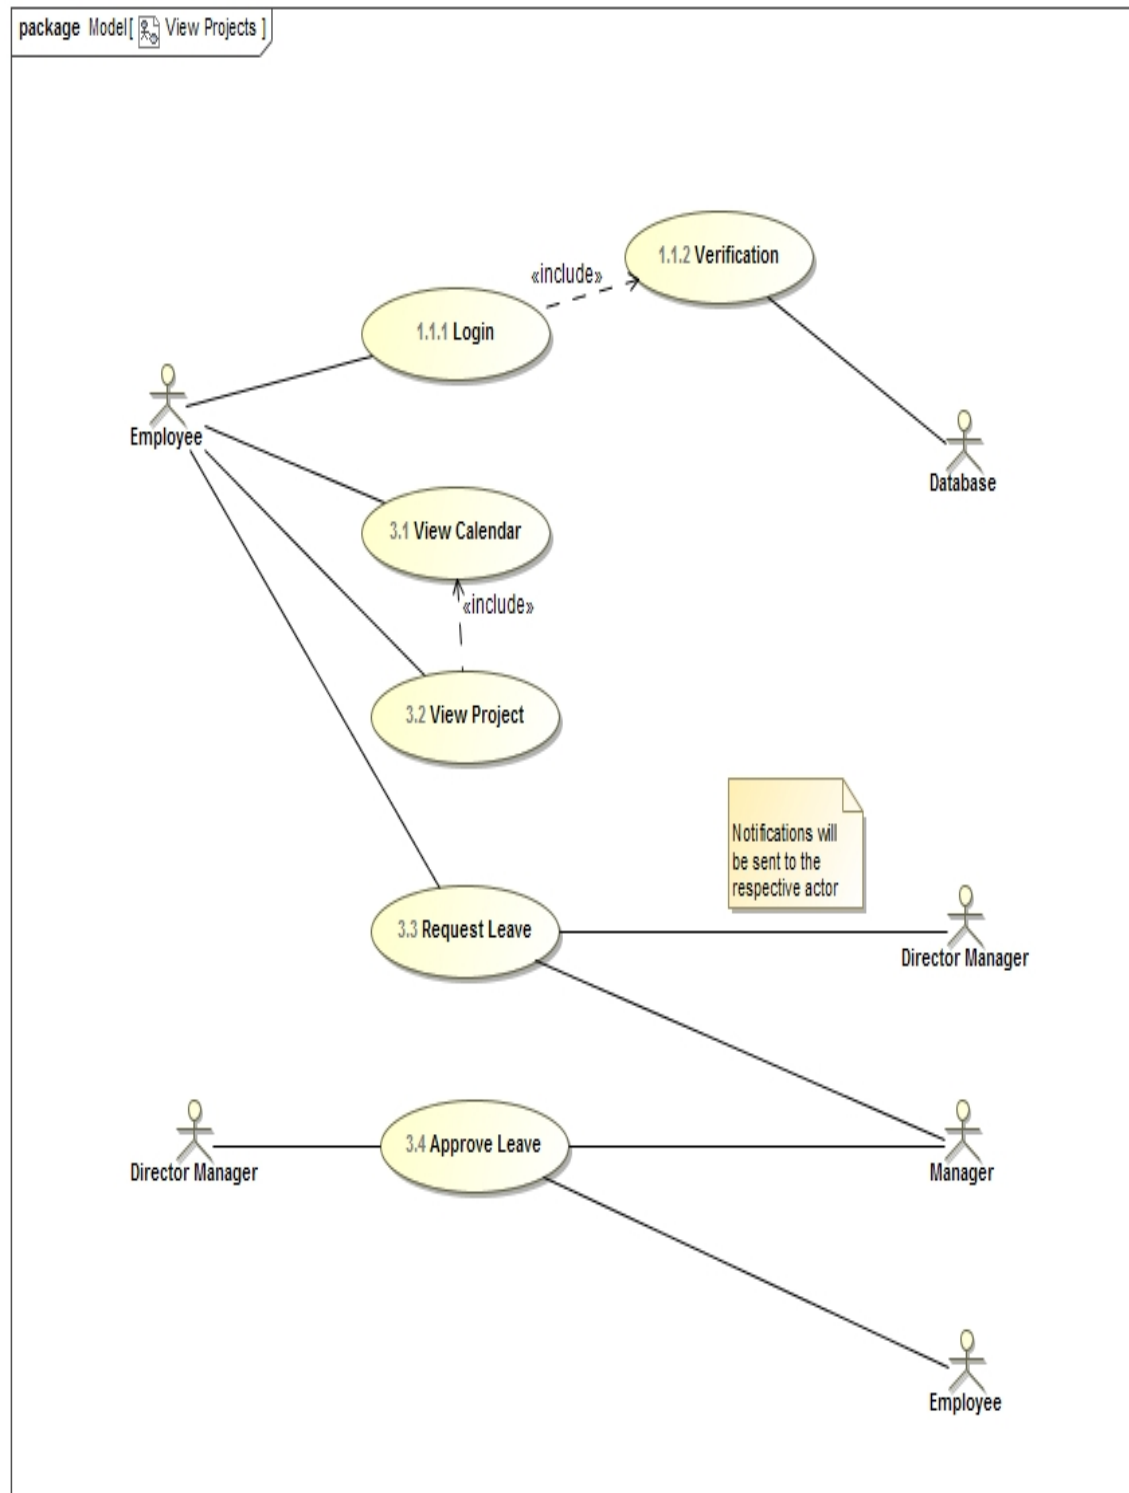 package Model[ View Projects ]
1.1.2 Verification
«include»
1.1.1 Login
Employee
Database
3.1 View Calendar
«include»
3.2 View Project
Notifications will
be sent to the
respective actor
3.3 Request Leave
Director Manager
3.4 Approve Leave
Director Manager
Manager
Employee